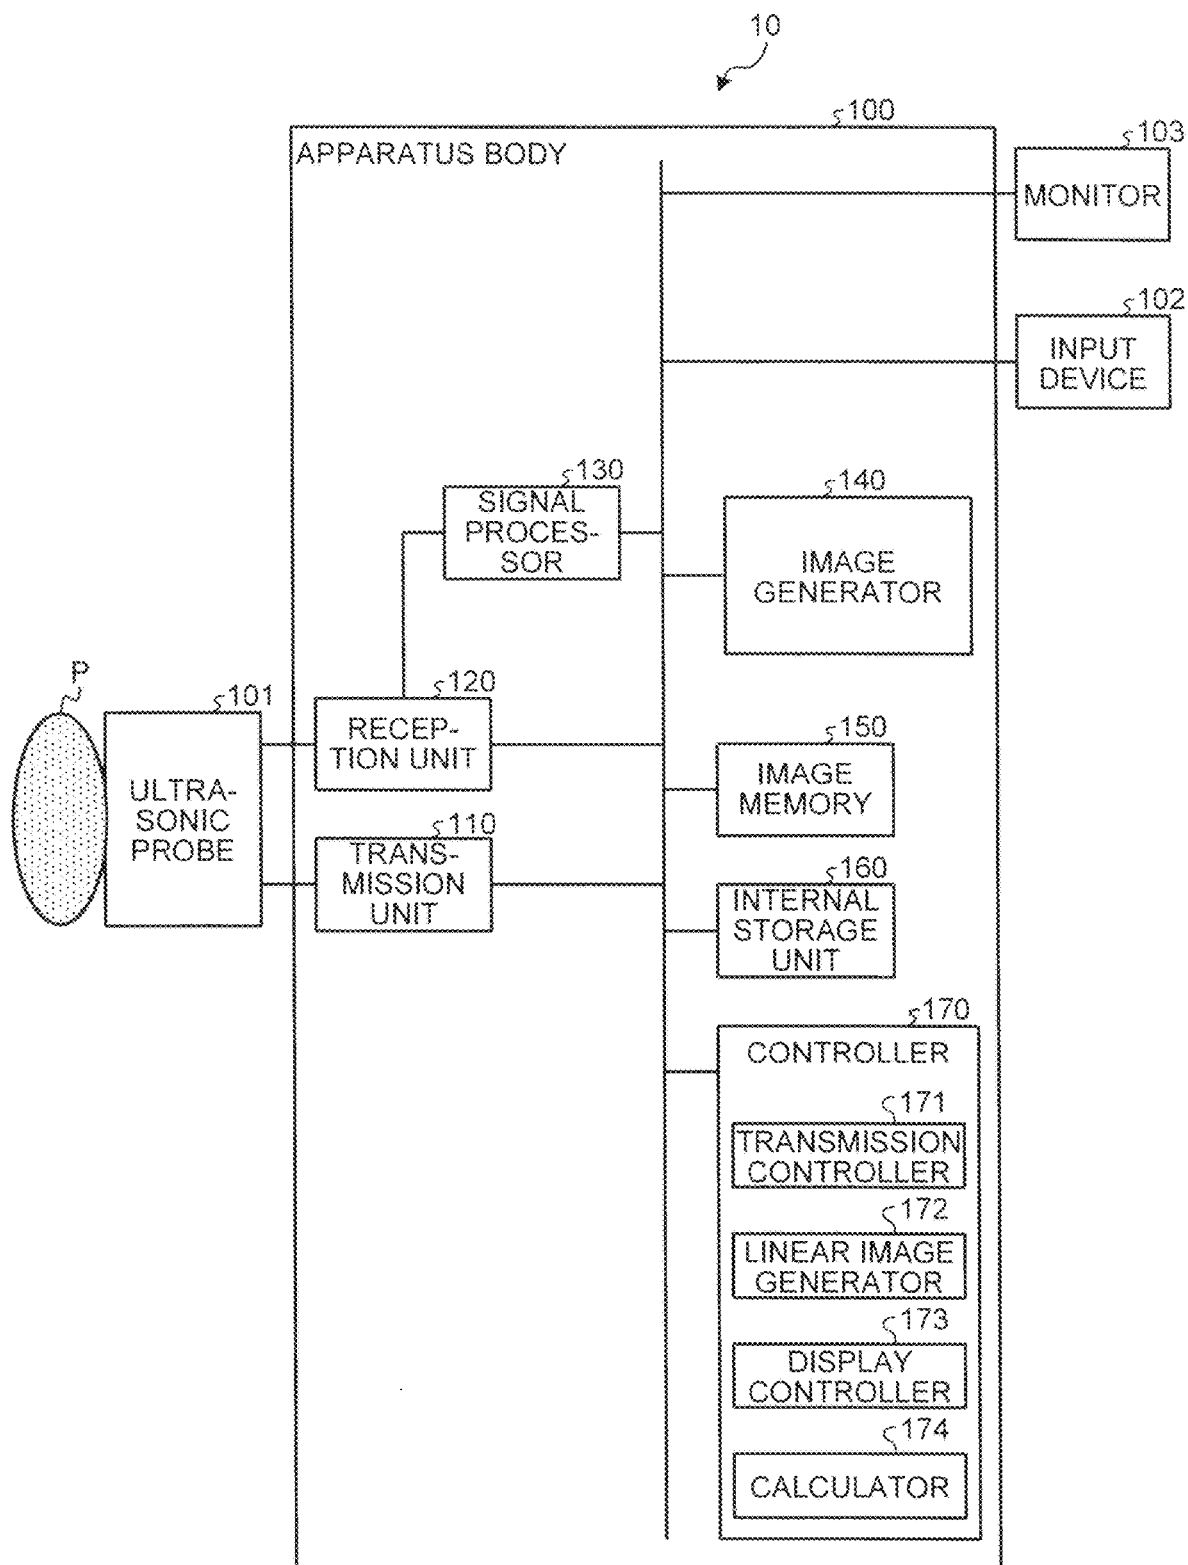 10
100
APPARATUS BODY
103
MONITOR
102
INPUT
DEVICE
130
SIGNAL
PROCES-
SOR
140
IMAGE
GENERATOR
P
101
ULTRA-
SONIC
PROBE
120
RECEP-
TION UNIT
110
TRANS-
MISSION
UNIT
150
IMAGE
MEMORY
160
INTERNAL
STORAGE
UNIT
170
CONTROLLER
171
TRANSMISSION
CONTROLLER
172
LINEAR IMAGE
GENERATOR
173
DISPLAY
CONTROLLER
174
CALCULATOR